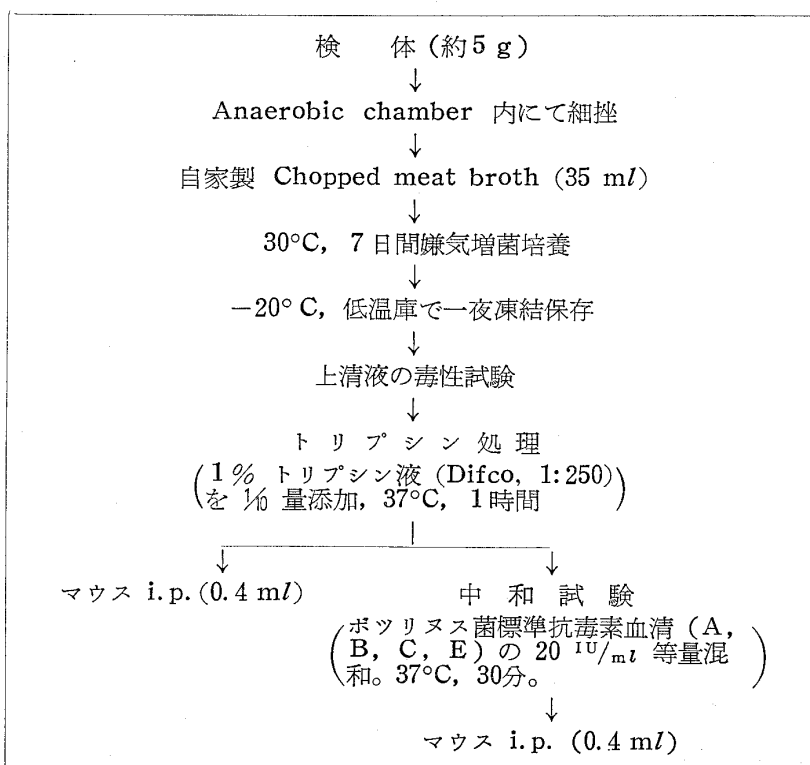 検　体 (約5 g)
↓
Anaerobic chamber 内にて細挫
↓
自家製 Chopped meat broth (35 ml)
↓
30°C, 7日間嫌気増菌培養
↓
−20°C, 低温庫で一夜凍結保存
↓
上清液の毒性試験
↓
トリプシン処理
(1% トリプシン液 (Difco, 1:250)
を 1/10 量添加, 37°C, 1時間)
↓ ↓
マウス i.p. (0.4 ml) 中和試験
(ボツリヌス菌標準抗毒素血清 (A,
B, C, E) の 20 IU/ml 等量混
和。37°C, 30分。)
↓
マウス i.p. (0.4 ml)